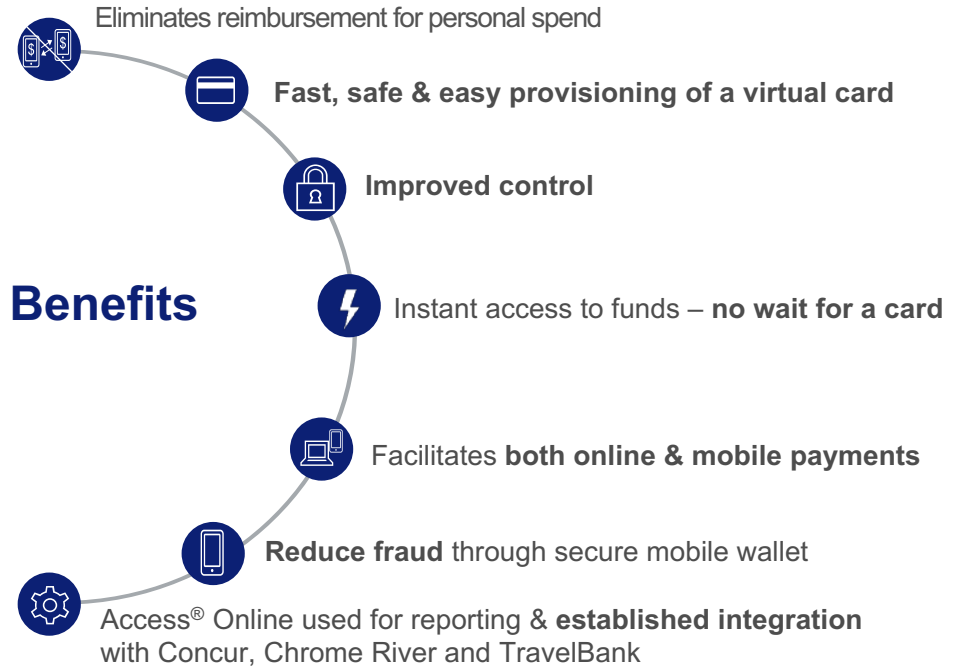 Eliminates reimbursement for personal spend
Fast, safe & easy provisioning of a virtual card
Improved control
Benefits
Instant access to funds – no wait for a card
Facilitates both online & mobile payments
Reduce fraud through secure mobile wallet
Access® Online used for reporting & established integration
with Concur, Chrome River and TravelBank